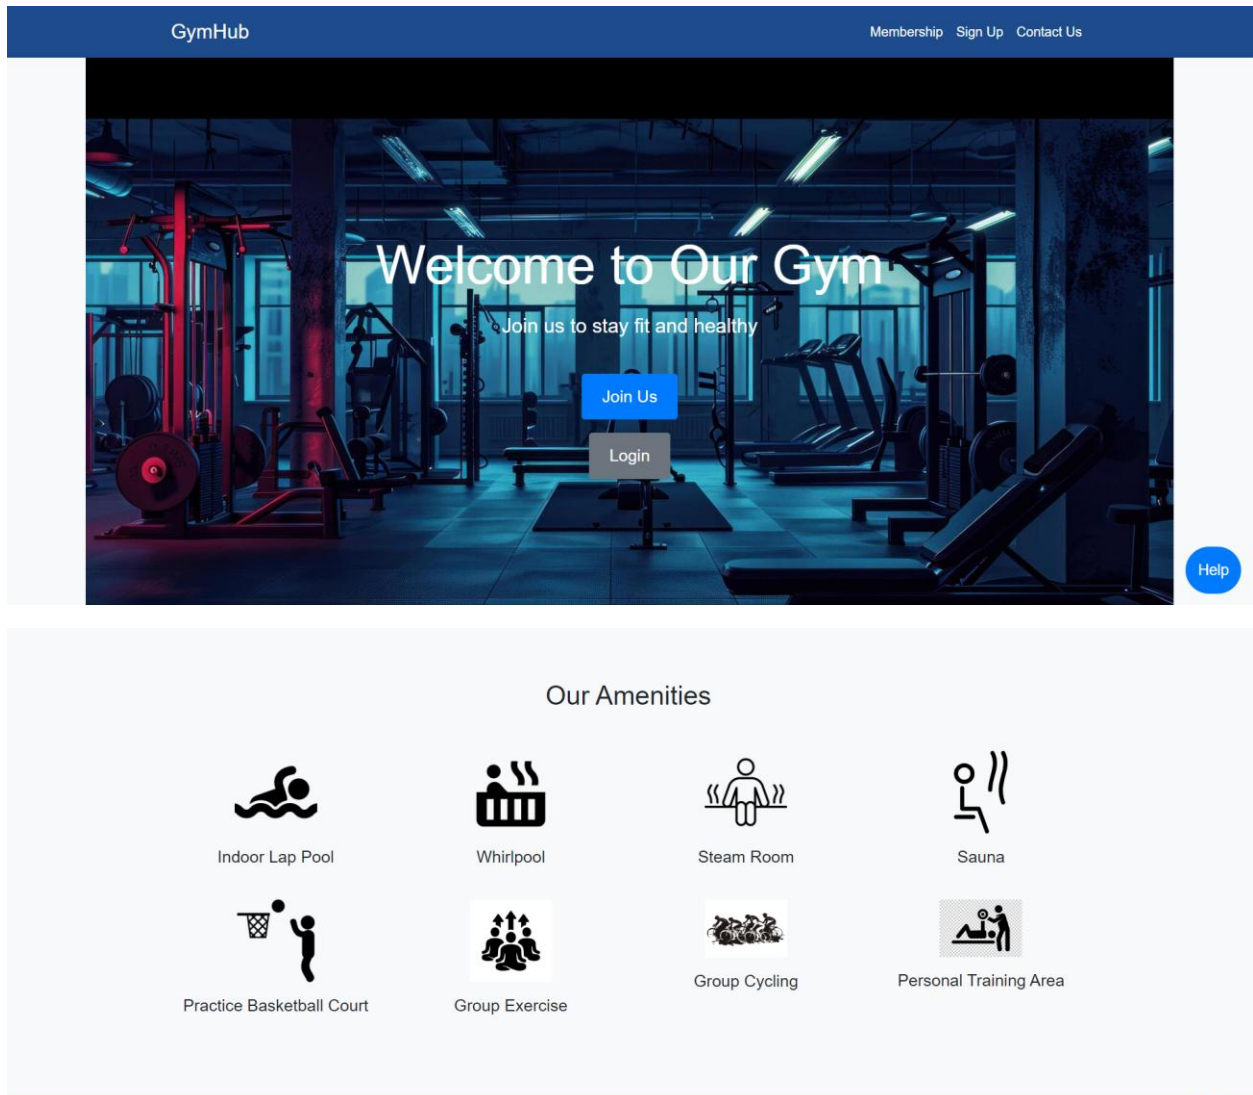 GymHub
Membership Sign Up Contact Us
Welcome to Our Gym
Join us to stay fit and healthy
Join Us
Login
Help
Our Amenities
Indoor Lap Pool
Whirlpool
Steam Room
Sauna
Practice Basketball Court
Group Exercise
Group Cycling
Personal Training Area